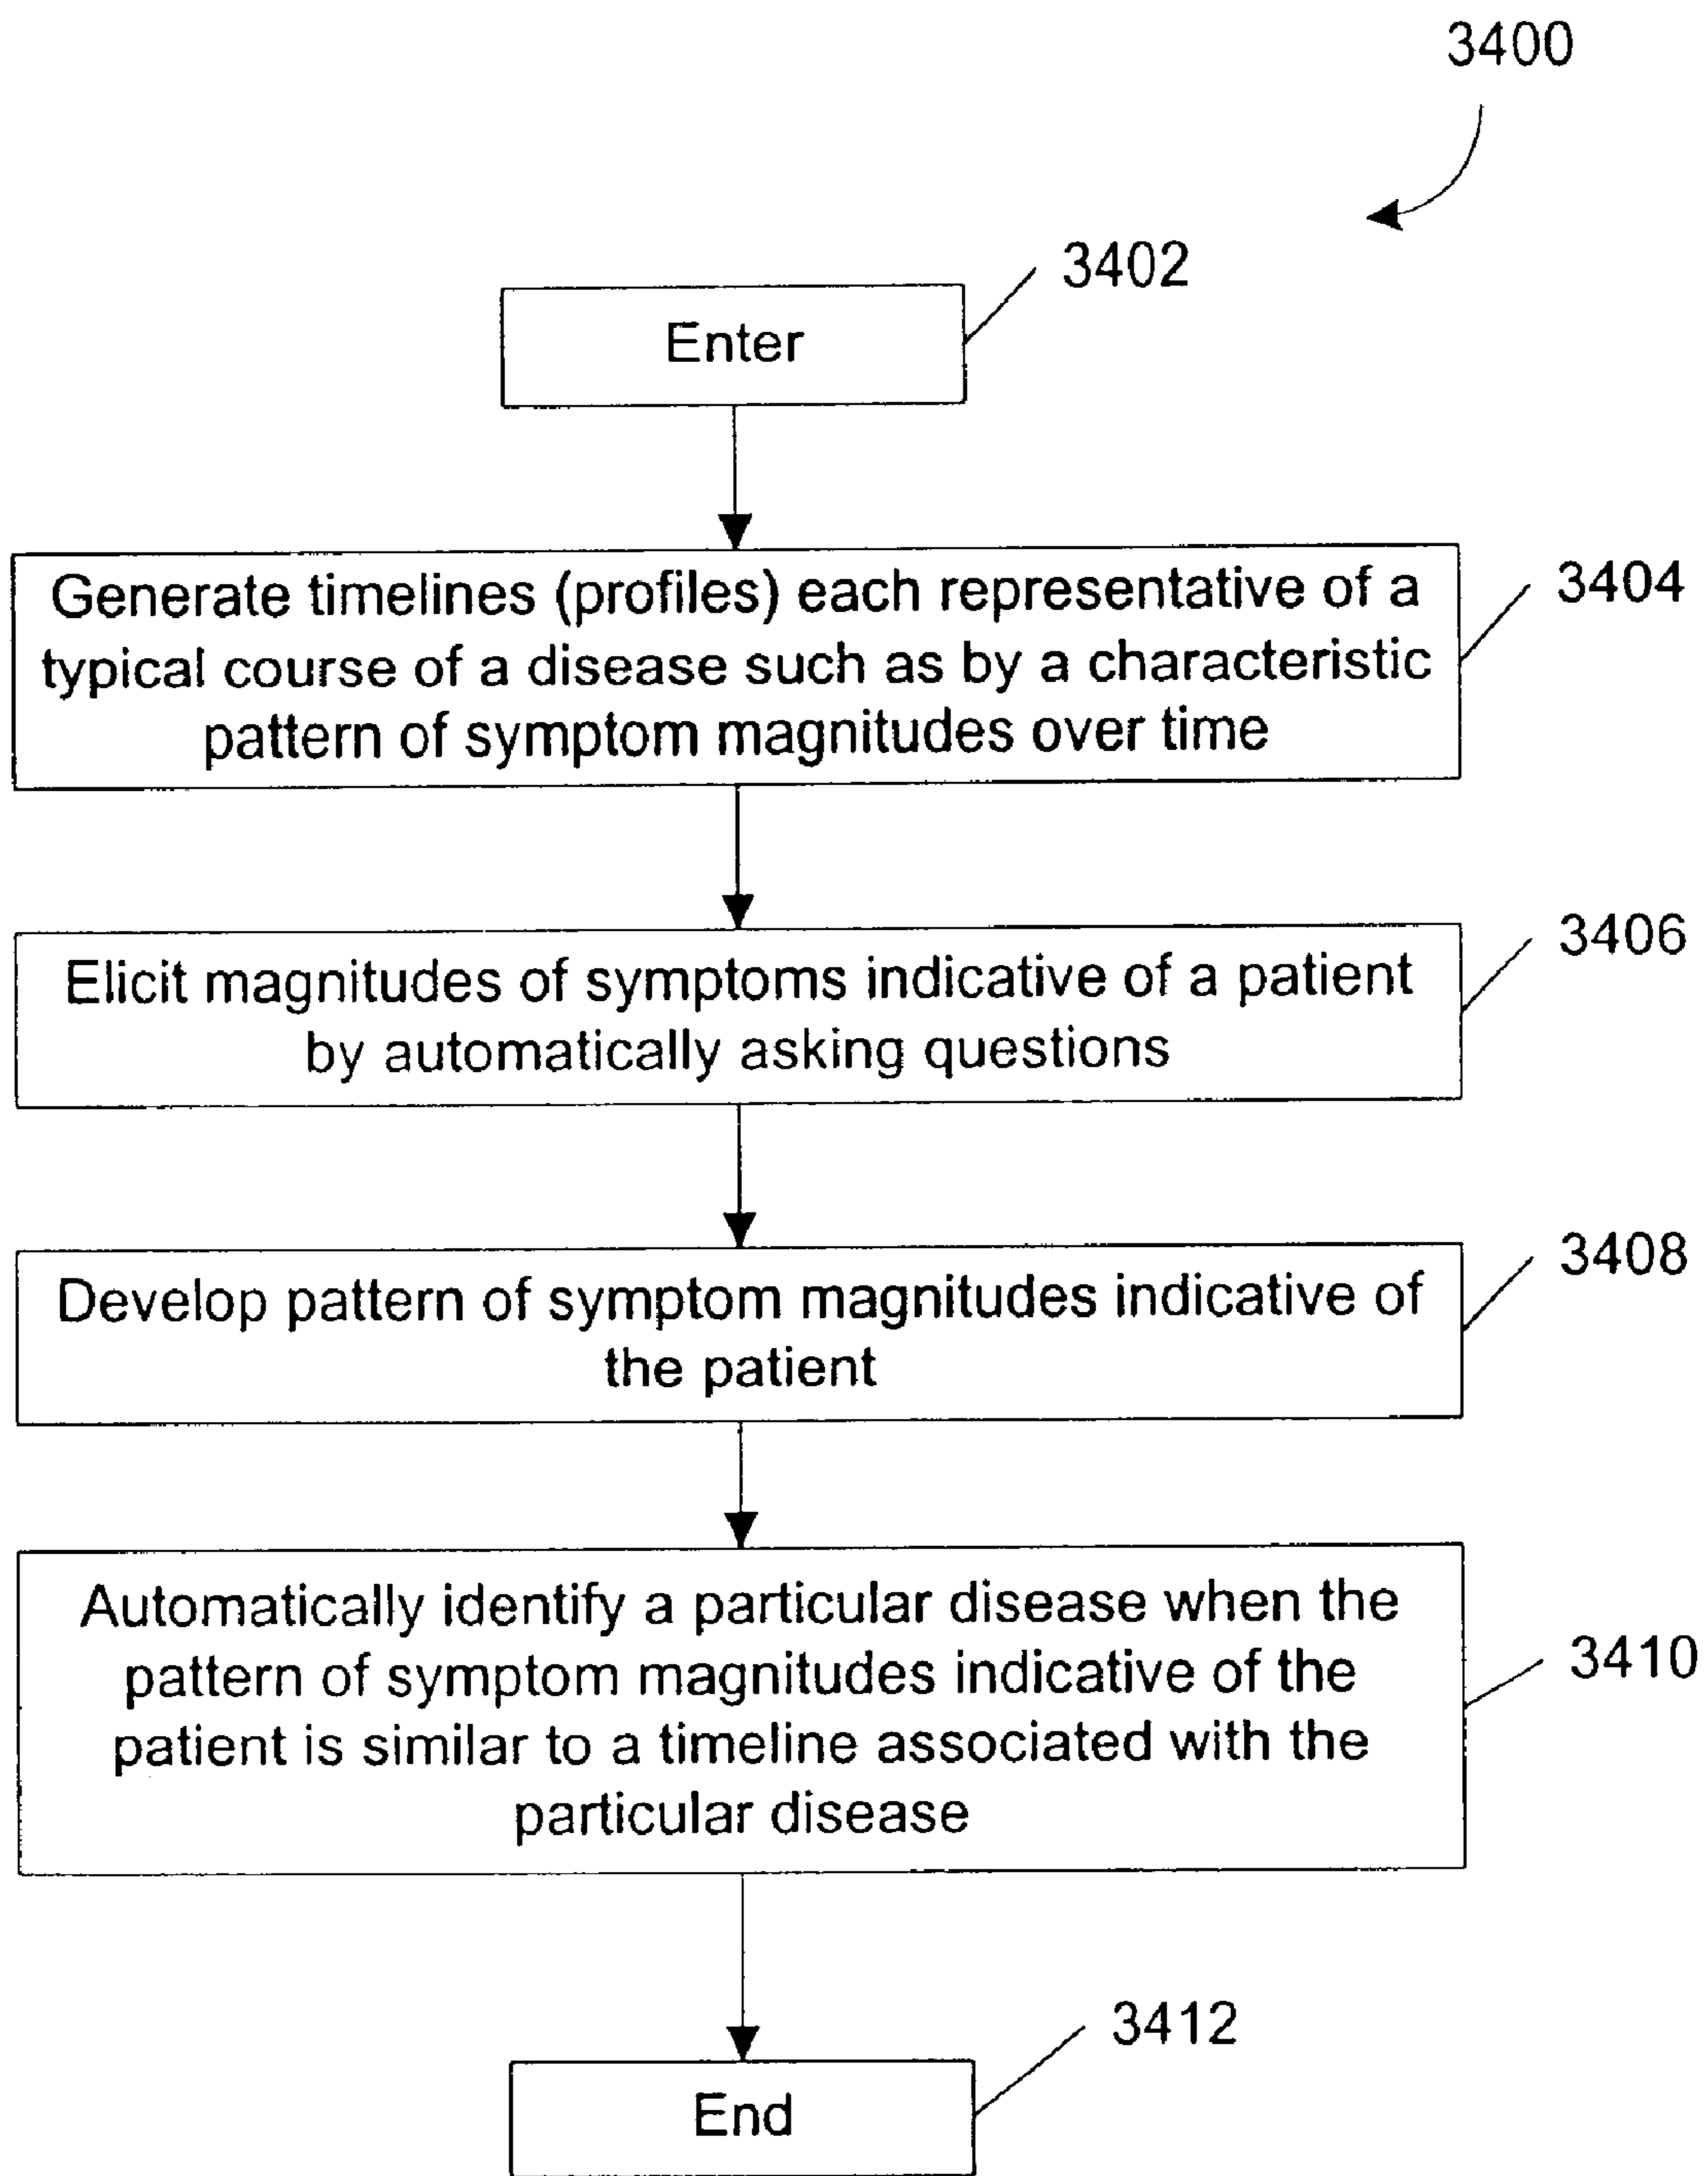 3400
3402
Enter
3404
Generate timelines (profiles) each representative of a
typical course of a disease such as by a characteristic
pattern of symptom magnitudes over time
3406
Elicit magnitudes of symptoms indicative of a patient
by automatically asking questions
3408
Develop pattern of symptom magnitudes indicative of
the patient
3410
Automatically identify a particular disease when the
pattern of symptom magnitudes indicative of the
patient is similar to a timeline associated with the
particular disease
3412
End